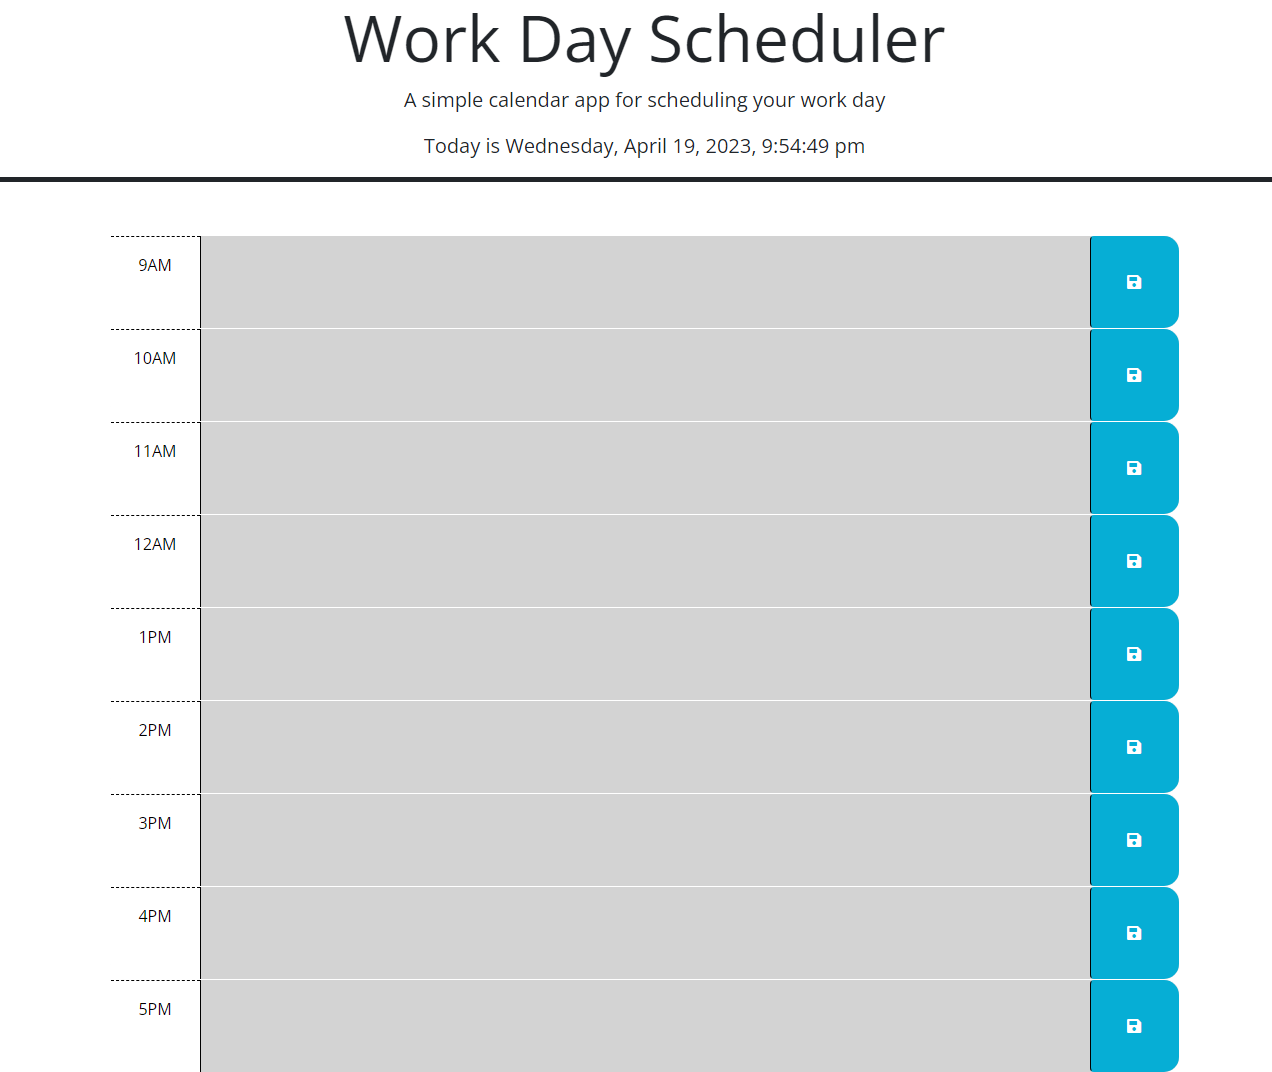 Work Day Scheduler
A simple calendar app for scheduling your work day
Today is Wednesday, April 19, 2023, 9:54:49 pm
9AM
10AM
11AM
12AM
1PM
2PM
3PM
4PM
5PM